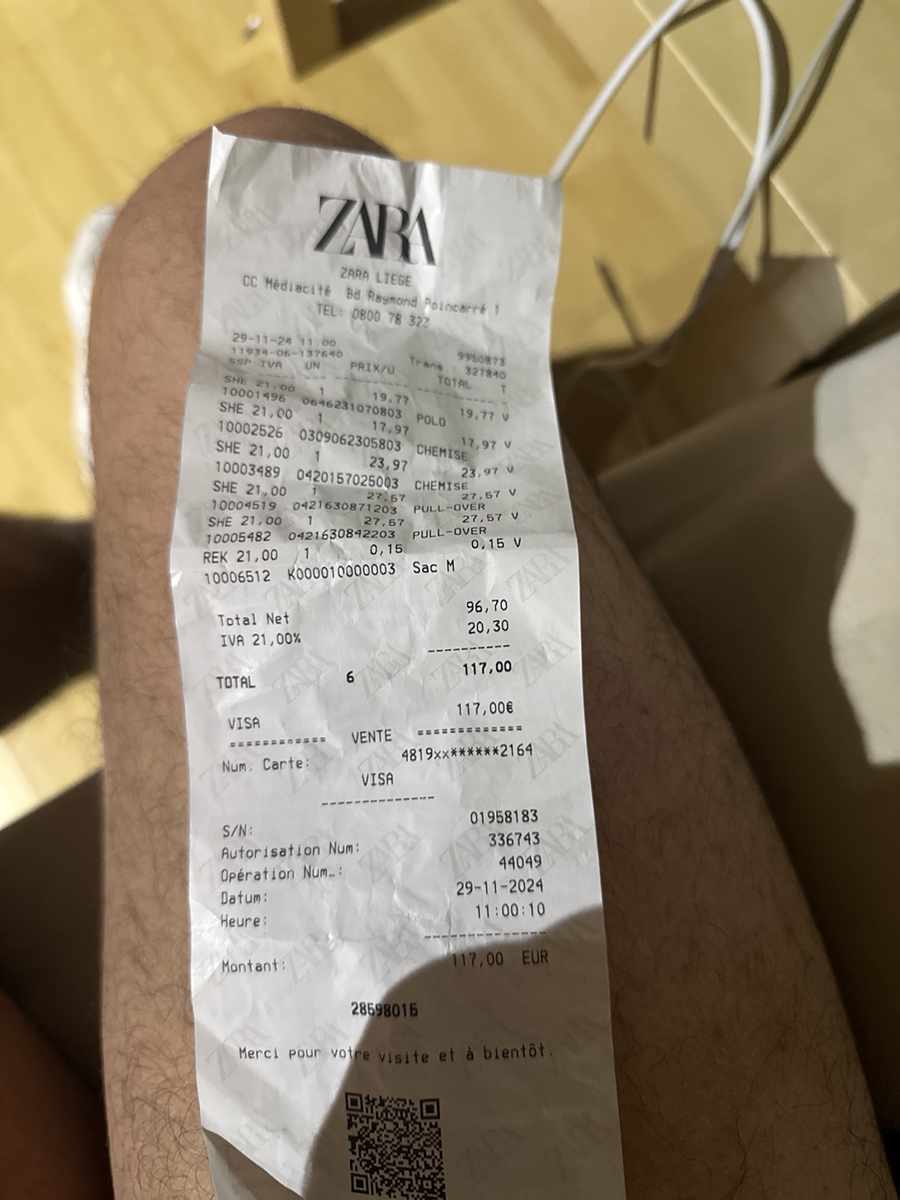 ZARA
ZARA LIEGE
CC Médiacité Bd Raymond Poincarré 1
TEL: 0800 78 322
29-11-24 11:00 9950873
11934-06-137640 Trans : 327840
SSP TVA UN PRIX/U TOTAL T
SHE 21,00 1 19,77 19,77 V
10001496 0646231070803 POLO
SHE 21,00 1 17,97 17,97 V
10002526 0309062305803 CHEMISE
SHE 21,00 1 23,97 23,97 V
10003489 0420157025003 CHEMISE
SHE 21,00 1 27,57 27,57 V
10004519 0421630871203 PULL-OVER
SHE 21,00 1 27,57 27,57 V
10005482 0421630842203 PULL-OVER
REK 21,00 1 0,15 0,15 V
10006512 K000010000003 Sac M
Total Net 96,70
IVA 21,00% 20,30
----------
TOTAL 6 117,00
VISA 117,00€
============ VENTE =============
Num. Carte: 4819xx******2164
VISA
--------------
S/N: 01958183
Autorisation Num: 336743
Opération Num.: 44049
Datum: 29-11-2024
Heure: 11:00:10
---------------
Montant: 117,00 EUR
28598015
Merci pour votre visite et à bientôt.